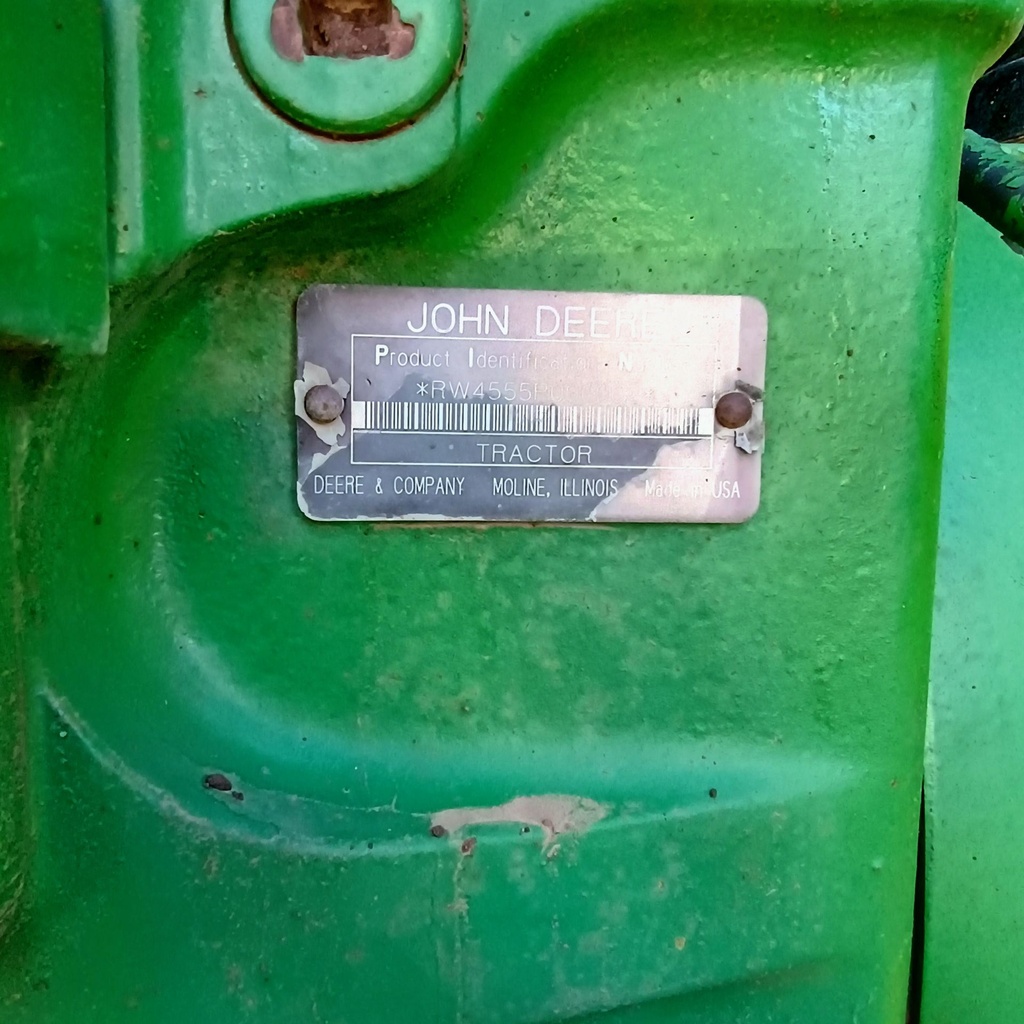 JOHN DEERE
Product Identification N
*RW4555
TRACTOR
DEERE & COMPANY MOLINE, ILLINOIS Made in USA